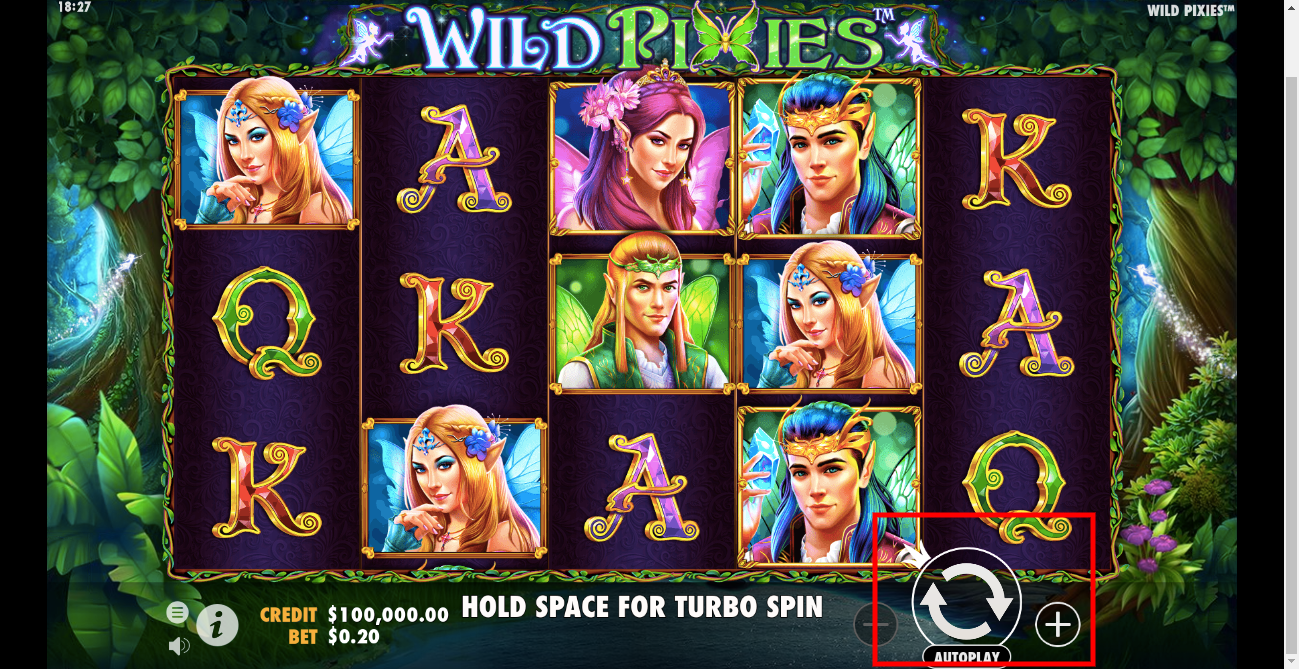 18:27
WILD PIXIES™
WILD PIXIES™
A
K
Q
K
A
K
A
Q
HOLD SPACE FOR TURBO SPIN
CREDIT $100,000.00
BET $0.20
i
AUTOPLAY